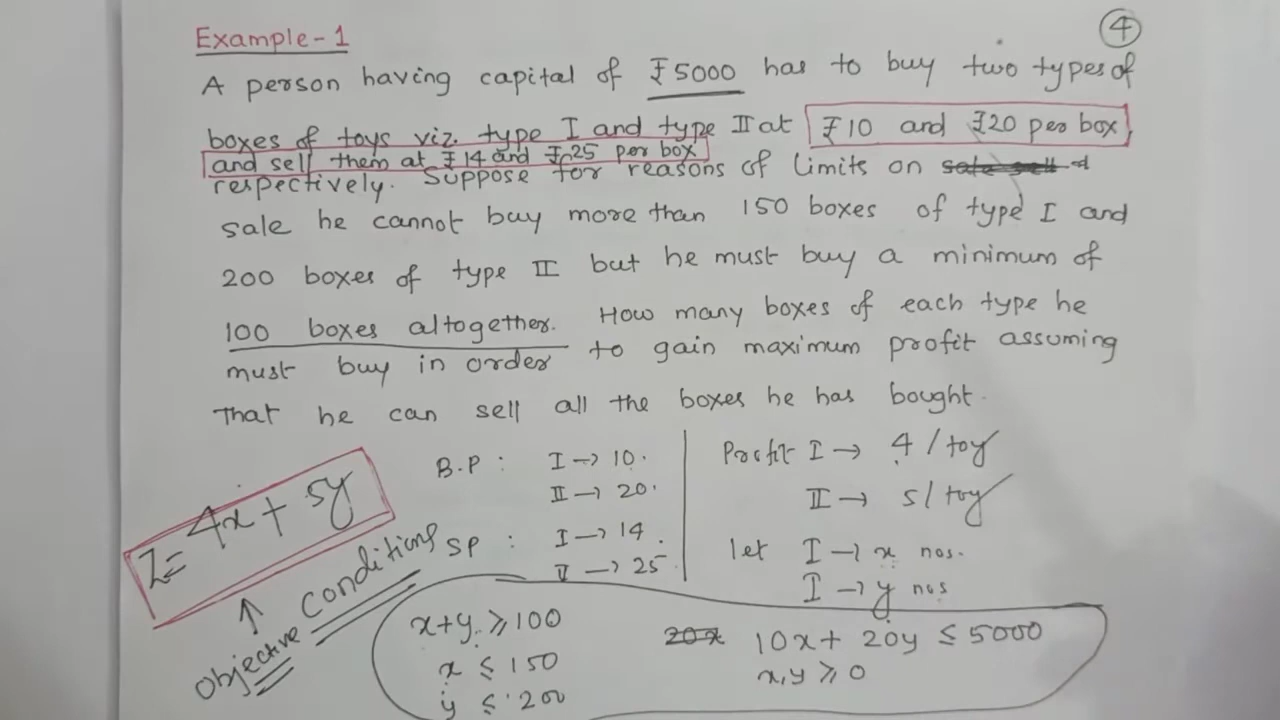 Example-1
4
A person having capital of ₹5000 has to buy two types of
boxes of toys viz. type I and type II at ₹10 and ₹20 per box,
and sell them at ₹14 and ₹25 per box
respectively. Suppose for reasons of limits on
sale he cannot buy more than 150 boxes of type I and
200 boxes of type II but he must buy a minimum of
100 boxes altogether. How many boxes of each type he
must buy in order to gain maximum profit assuming
that he can sell all the boxes he has bought.
B.P : I → 10.
II → 20.
SP : I → 14.
II → 25
Profit I → 4 / toy
II → 5 / toy
let I → x nos.
I → y nos
Z = 4x + 5y
↑
Objective
Conditions
x+y ≥ 100
x ≤ 150
y ≤ 200
10x + 20y ≤ 5000
x,y ≥ 0